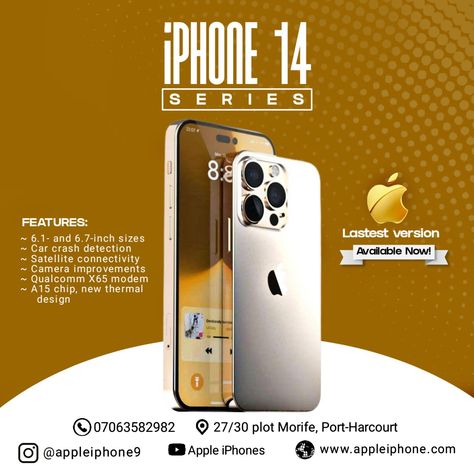 iPHONE 14
SERIES
FEATURES:
~ 6.1- and 6.7-inch sizes
~ Car crash detection
~ Satellite connectivity
~ Camera improvements
~ Qualcomm X65 modem
~ A15 chip, new thermal
design
Lastest version
Available Now!
07063582982
27/30 plot Morife, Port-Harcourt
@appleiphone9
Apple iPhones
www.appleiphone.com